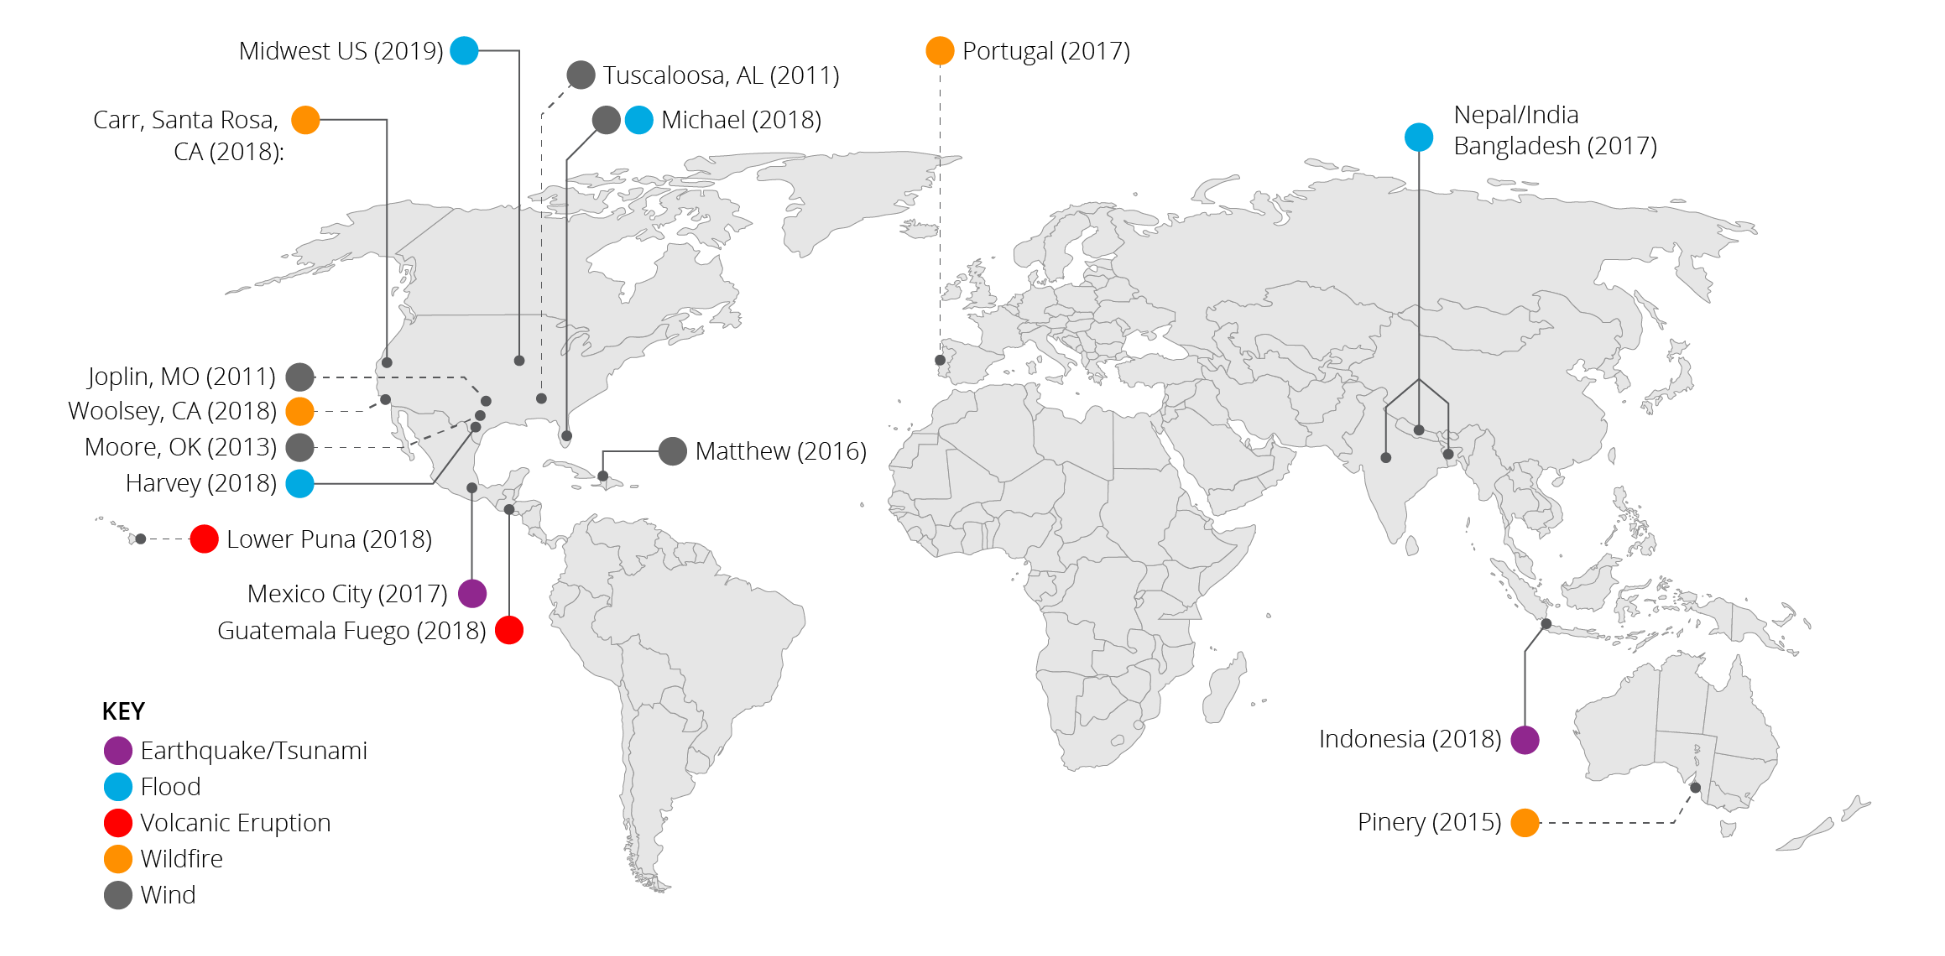 Midwest US (2019)
Portugal (2017)
Tuscaloosa, AL (2011)
Carr, Santa Rosa,
CA (2018):
Michael (2018)
Nepal/India
Bangladesh (2017)
Joplin, MO (2011)
Woolsey, CA (2018)
Moore, OK (2013)
Harvey (2018)
Matthew (2016)
Lower Puna (2018)
Mexico City (2017)
Guatemala Fuego (2018)
Indonesia (2018)
Pinery (2015)
KEY
Earthquake/Tsunami
Flood
Volcanic Eruption
Wildfire
Wind